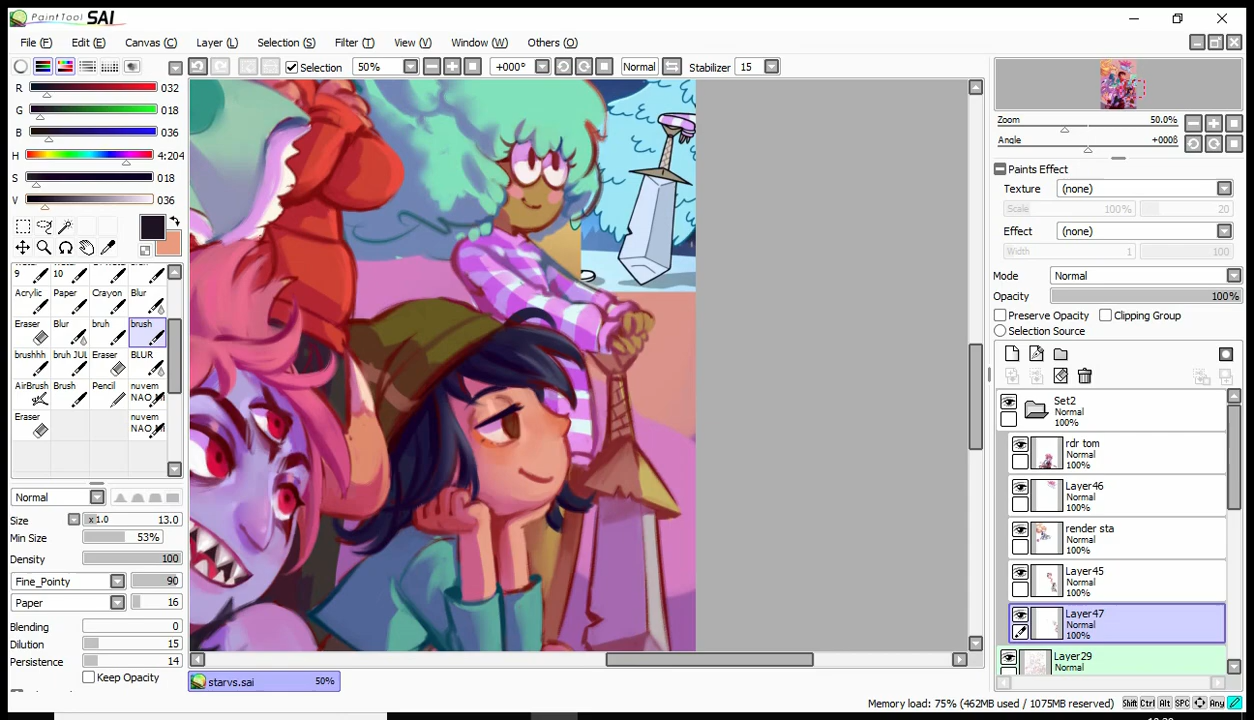 PaintTool SAI
File (F) Edit (E) Canvas (C) Layer (L) Selection (S) Filter (T) View (V) Window (W) Others (O)
Selection 50% +000° Normal Stabilizer 15
R 032
G 018
B 036
H 4:204
S 018
V 036
9 10
Acrylic Paper Crayon Blur
Eraser Blur bruh brush
brushhh bruh JUL Eraser BLUR
AirBrush Brush Pencil nuvem NAO
Eraser nuvem NAO
Normal
Size x1.0 13.0
Min Size 53%
Density 100
Fine_Pointy 90
Paper 16
Blending 0
Dilution 15
Persistence 14
Keep Opacity
starvs.sai 50%
Zoom 50.0%
Angle +000δ
Paints Effect
Texture (none)
Scale 100% 20
Effect (none)
Width 1 100
Mode Normal
Opacity 100%
Preserve Opacity Clipping Group
Selection Source
Set2
Normal
100%
rdr tom
Normal
100%
Layer46
Normal
100%
render sta
Normal
100%
Layer45
Normal
100%
Layer47
Normal
100%
Layer29
Normal
Memory load: 75% (462MB used / 1075MB reserved) Shift Ctrl Alt SPC Any